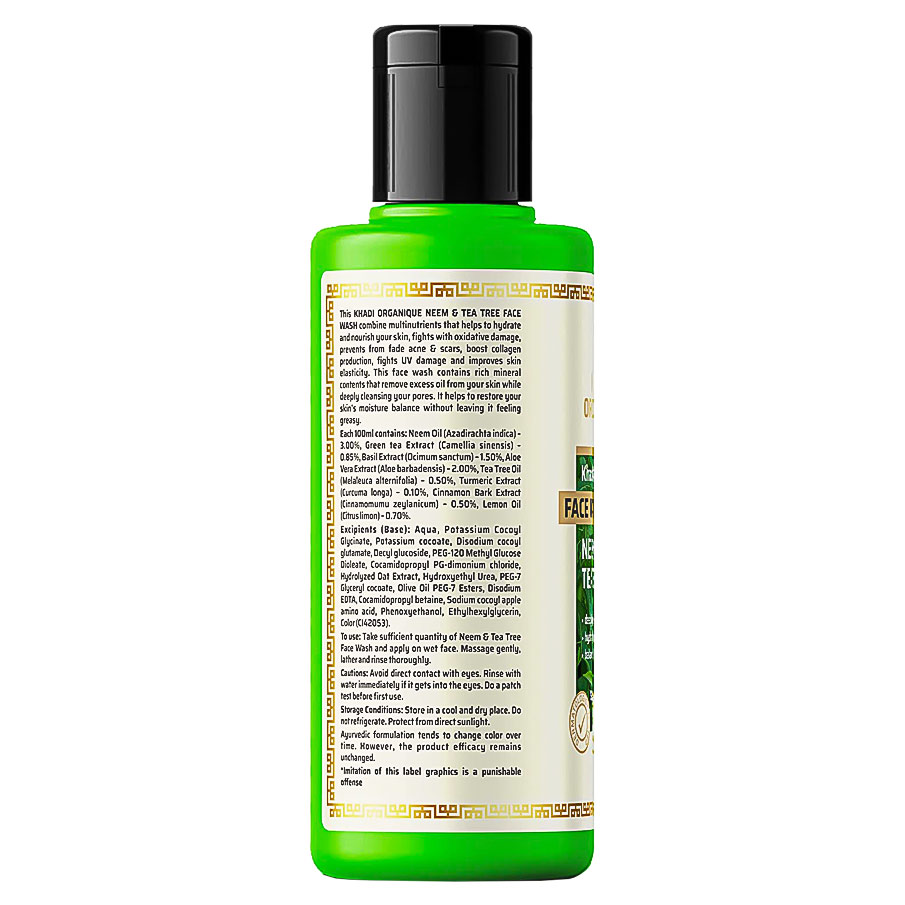 This KHADI ORGANIQUE NEEM & TEA TREE FACE
WASH combine multinutrients that helps to hydrate
and nourish your skin, fights with oxidative damage,
prevents from fade acne & scars, boost collagen
production, fights UV damage and improves skin
elasticity. This face wash contains rich mineral
contents that remove excess oil from your skin while
deeply cleansing your pores. It helps to restore your
skin's moisture balance without leaving it feeling
greasy.
Each 100ml contains: Neem Oil (Azadirachta indica) -
3.00%, Green tea Extract (Camellia sinensis) -
0.85%, Basil Extract (Ocimum sanctum) - 1.50%, Aloe
Vera Extract (Aloe barbadensis) - 2.00%, Tea Tree Oil
(Melaleuca alternifolia) - 0.50%, Turmeric Extract
(Curcuma longa) - 0.10%, Cinnamon Bark Extract
(Cinnamomumu zeylanicum) - 0.50%, Lemon Oil
(Citrus limon) - 0.70%.
Excipients (Base): Aqua, Potassium Cocoyl
Glycinate, Potassium cocoate, Disodium cocoyl
glutamate, Decyl glucoside, PEG-120 Methyl Glucose
Dioleate, Cocamidopropyl PG-dimonium chloride,
Hydrolyzed Oat Extract, Hydroxyethyl Urea, PEG-7
Glyceryl cocoate, Olive Oil PEG-7 Esters, Disodium
EDTA, Cocamidopropyl betaine, Sodium cocoyl apple
amino acid, Phenoxyethanol, Ethylhexylglycerin,
Color (CI42053).
To use: Take sufficient quantity of Neem & Tea Tree
Face Wash and apply on wet face. Massage gently,
lather and rinse thoroughly.
Cautions: Avoid direct contact with eyes. Rinse with
water immediately if it gets into the eyes. Do a patch
test before first use.
Storage Conditions: Store in a cool and dry place. Do
not refrigerate. Protect from direct sunlight.
Ayurvedic formulation tends to change color over
time. However, the product efficacy remains
unchanged.
*Imitation of this label graphics is a punishable
offense
FACE